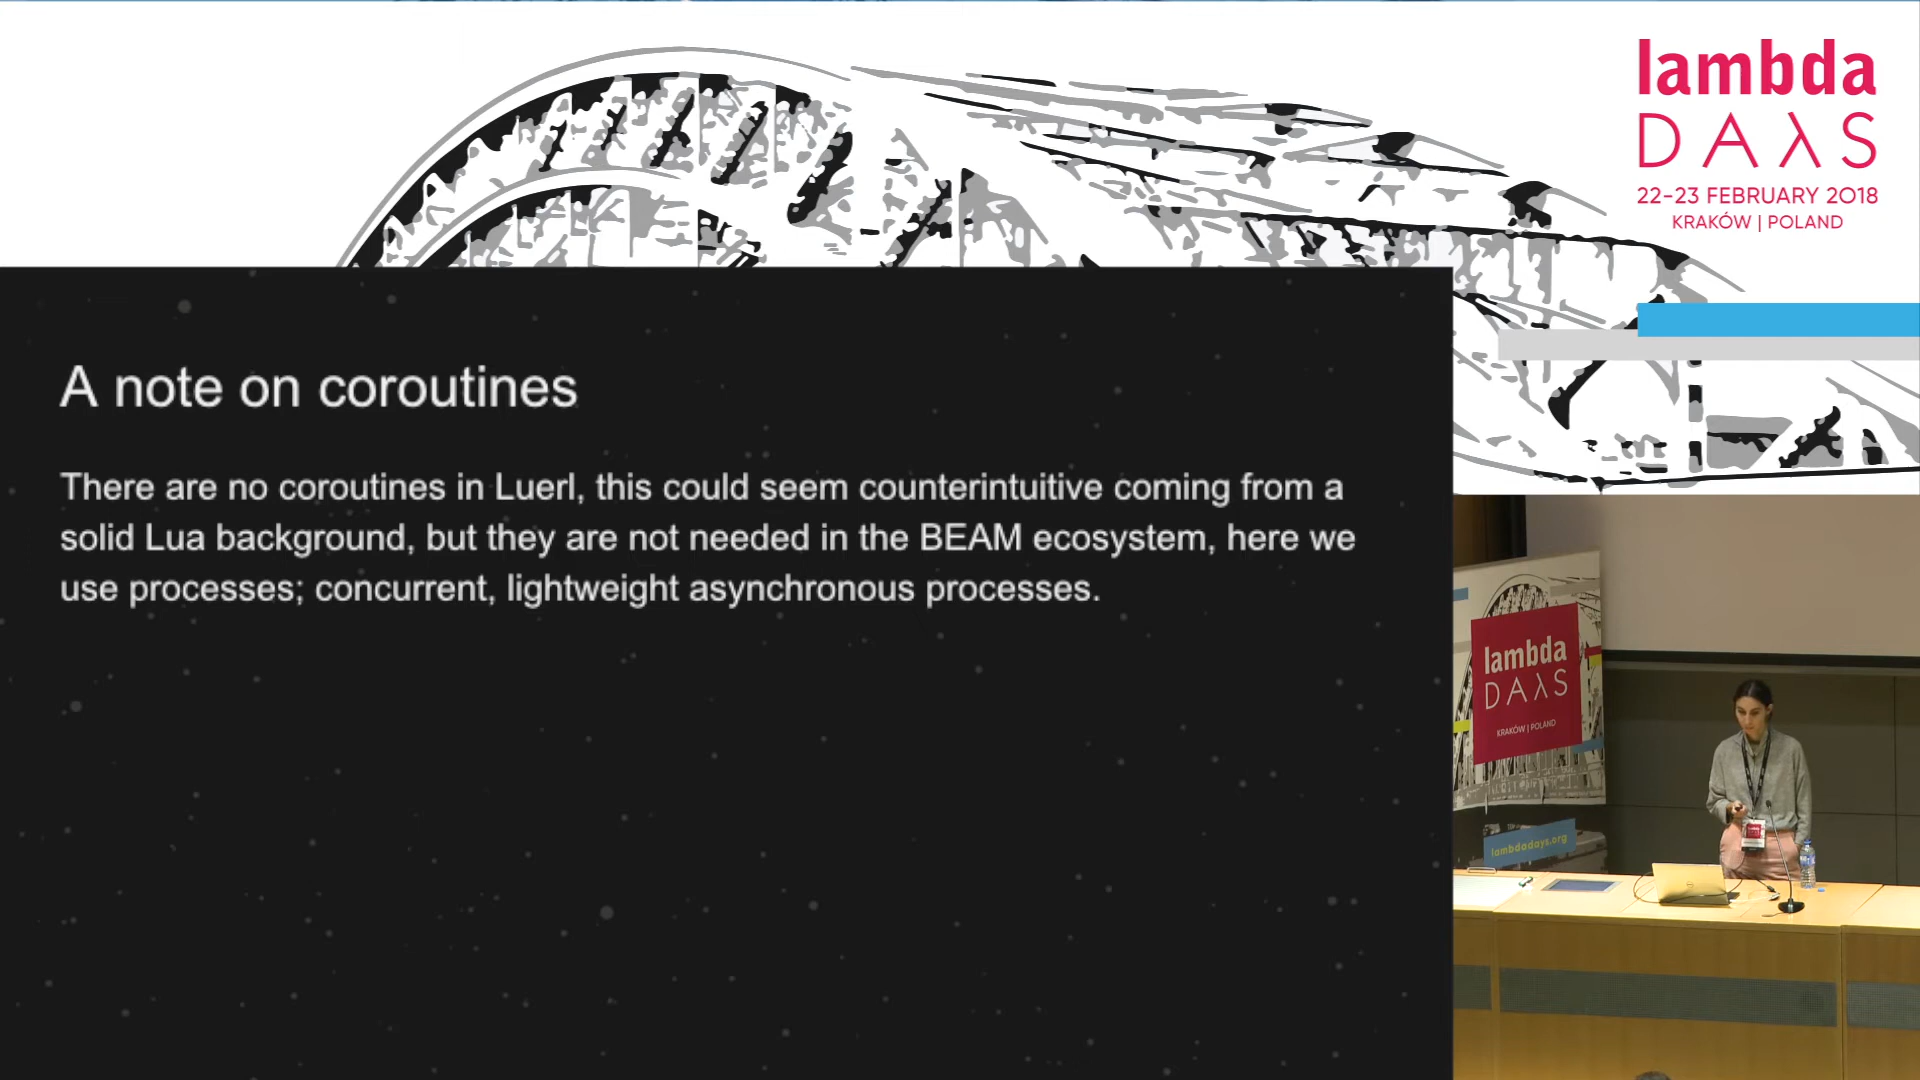 lambda
DAλS
22-23 FEBRUARY 2018
KRAKÓW | POLAND
A note on coroutines
There are no coroutines in Luerl, this could seem counterintuitive coming from a
solid Lua background, but they are not needed in the BEAM ecosystem, here we
use processes; concurrent, lightweight asynchronous processes.
lambda
DAλS
KRAKÓW | POLAND
lambdadays.org